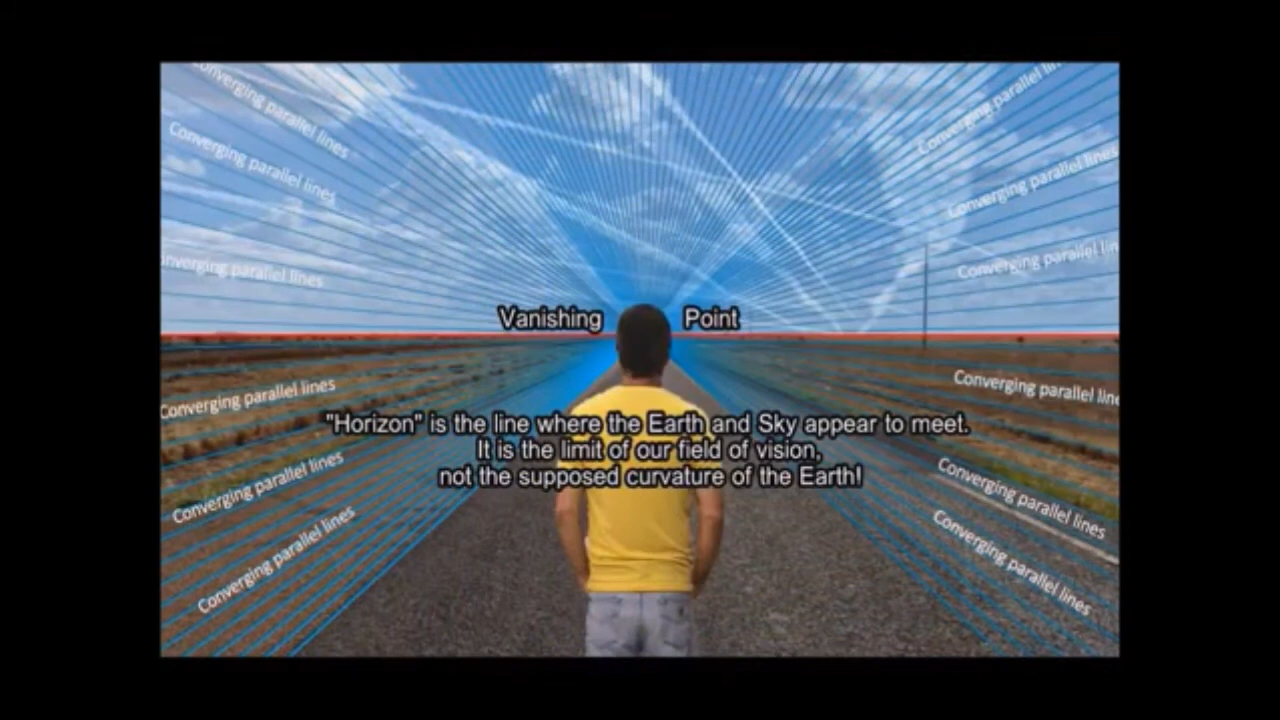 Converging parallel lines
Converging parallel lines
Converging parallel lines
Converging parallel lines
parallel lines
Converging parallel
Vanishing Point
Converging parallel lines
Converging parallel
Converging parallel lines
"Horizon" is the line where the Earth and Sky appear to meet.
It is the limit of our field of vision,
not the supposed curvature of the Earth!
Converging parallel lines
Converging parallel lines
Converging parallel lines
Converging parallel lines